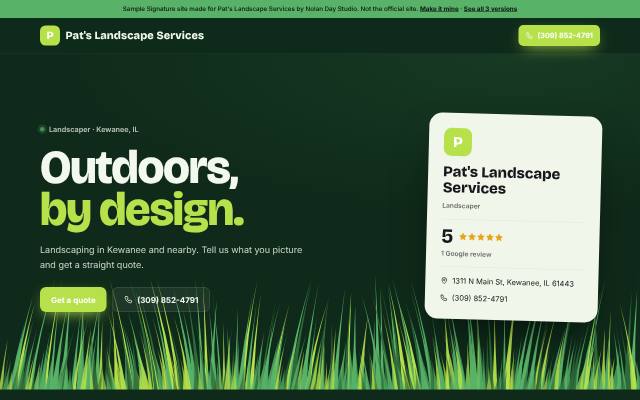 Sample Signature site made for Pat's Landscape Services by Nolan Day Studio. Not the official site. Make it mine · See all 3 versions
P Pat's Landscape Services
(309) 852-4791
Landscaper · Kewanee, IL
Outdoors,
by design.
Landscaping in Kewanee and nearby. Tell us what you picture
and get a straight quote.
Get a quote
(309) 852-4791
P
Pat's Landscape
Services
Landscaper
5 ★★★★★
1 Google review
1311 N Main St, Kewanee, IL 61443
(309) 852-4791